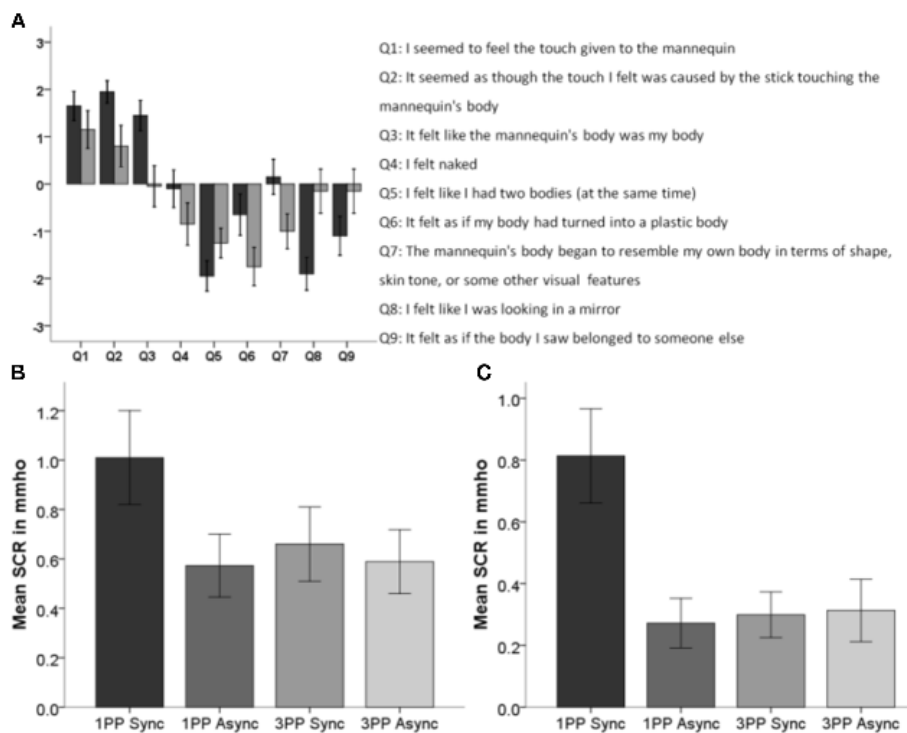 A
3
2
1
0
-1
-2
-3
Q1 Q2 Q3 Q4 Q5 Q6 Q7 Q8 Q9
Q1: I seemed to feel the touch given to the mannequin
Q2: It seemed as though the touch I felt was caused by the stick touching the
mannequin's body
Q3: It felt like the mannequin's body was my body
Q4: I felt naked
Q5: I felt like I had two bodies (at the same time)
Q6: It felt as if my body had turned into a plastic body
Q7: The mannequin's body began to resemble my own body in terms of shape,
skin tone, or some other visual features
Q8: I felt like I was looking in a mirror
Q9: It felt as if the body I saw belonged to someone else
B
Mean SCR in mmho
1.2
1.0
0.8
0.6
0.4
0.2
0.0
1PP Sync 1PP Async 3PP Sync 3PP Async
C
Mean SCR in mmho
1.0
0.8
0.6
0.4
0.2
0.0
1PP Sync 1PP Async 3PP Sync 3PP Async